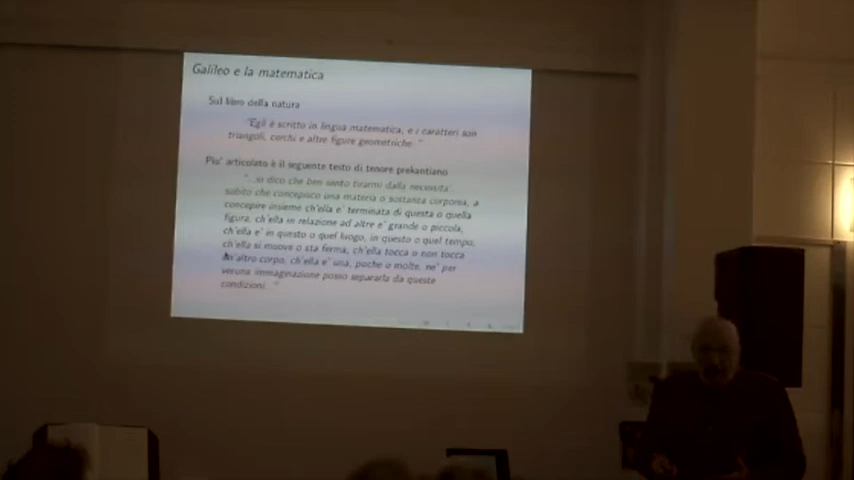 Galileo e la matematica
Sul libro della natura
"Egli è scritto in lingua matematica, e i caratteri son
triangoli, cerchi e altre figure geometriche. "
Piu' articolato è il seguente testo di tenore prekantiano
"...si dico che ben sento tirarmi dalla necessita'
subito che concepisco una materia o sostanza corporea, a
concepire insieme ch'ella e' terminata di questa o quella
figura, ch'ella in relazione ad altre e' grande o piccola,
ch'ella e' in questo o quel luogo, in questo o quel tempo,
ch'ella si muove o sta ferma, ch'ella tocca o non tocca
un'altro corpo, ch'ella e' una, poche o molte, ne' per
veruna immaginazione posso separarla da queste
condizioni. "